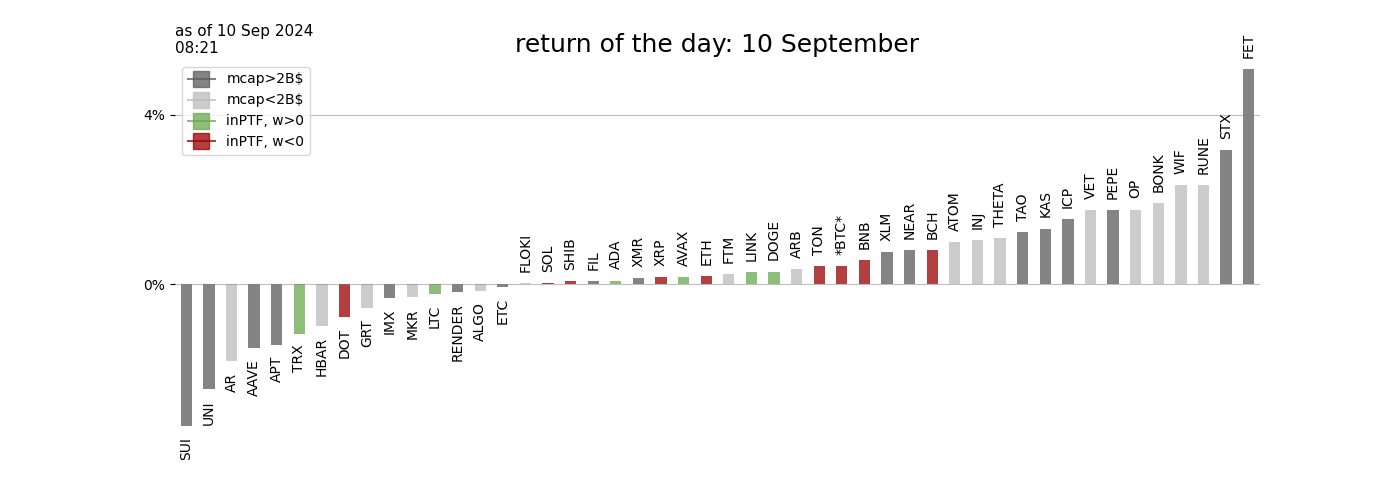 as of 10 Sep 2024
08:21
return of the day: 10 September
mcap>2B$
mcap<2B$
inPTF, w>0
inPTF, w<0
4%
0%
SUI
UNI
AR
AAVE
APT
TRX
HBAR
DOT
GRT
IMX
MKR
LTC
RENDER
ALGO
ETC
FLOKI
SOL
SHIB
FIL
ADA
XMR
XRP
AVAX
ETH
FTM
LINK
DOGE
ARB
TON
*BTC*
BNB
XLM
NEAR
BCH
ATOM
INJ
THETA
TAO
KAS
ICP
VET
PEPE
OP
BONK
WIF
RUNE
STX
FET